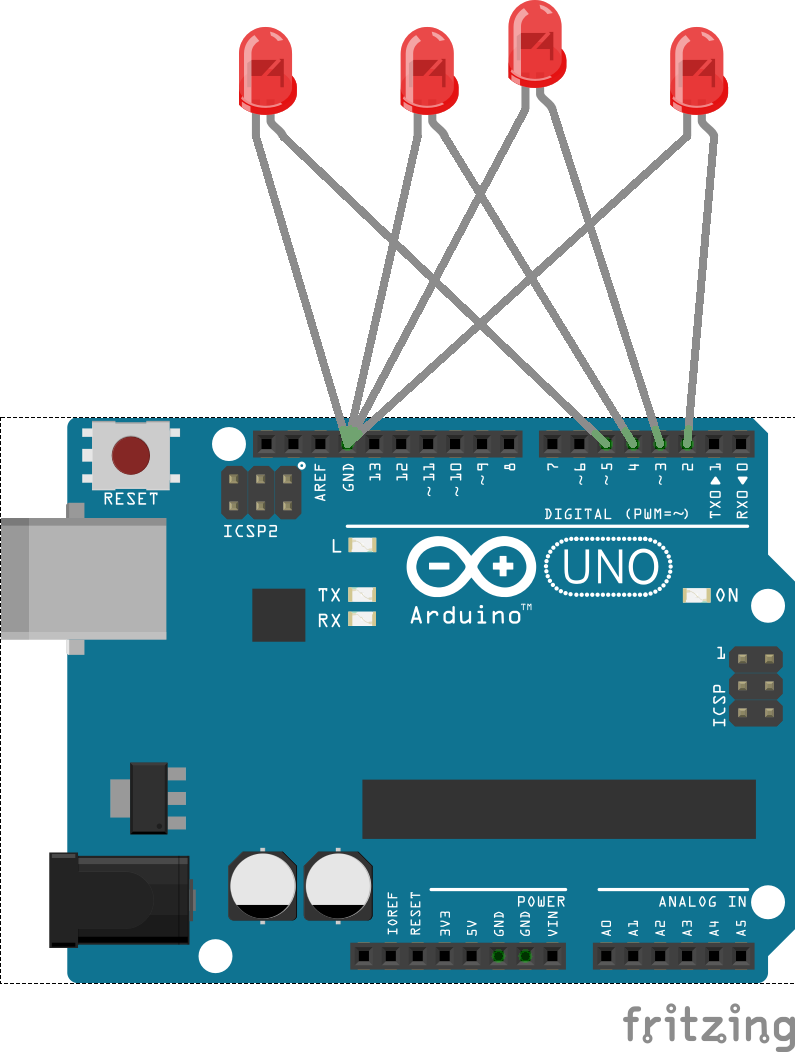 RESET
ICSP2
AREF
GND
13
12
~11
~10
~9
8
7
~6
~5
4
~3
2
TX0▶1
RX0◀0
DIGITAL (PWM=~)
L
TX
RX
Arduino™
UNO
ON
1
ICSP
IOREF
RESET
3V3
5V
GND
GND
VIN
POWER
ANALOG IN
A0
A1
A2
A3
A4
A5
fritzing